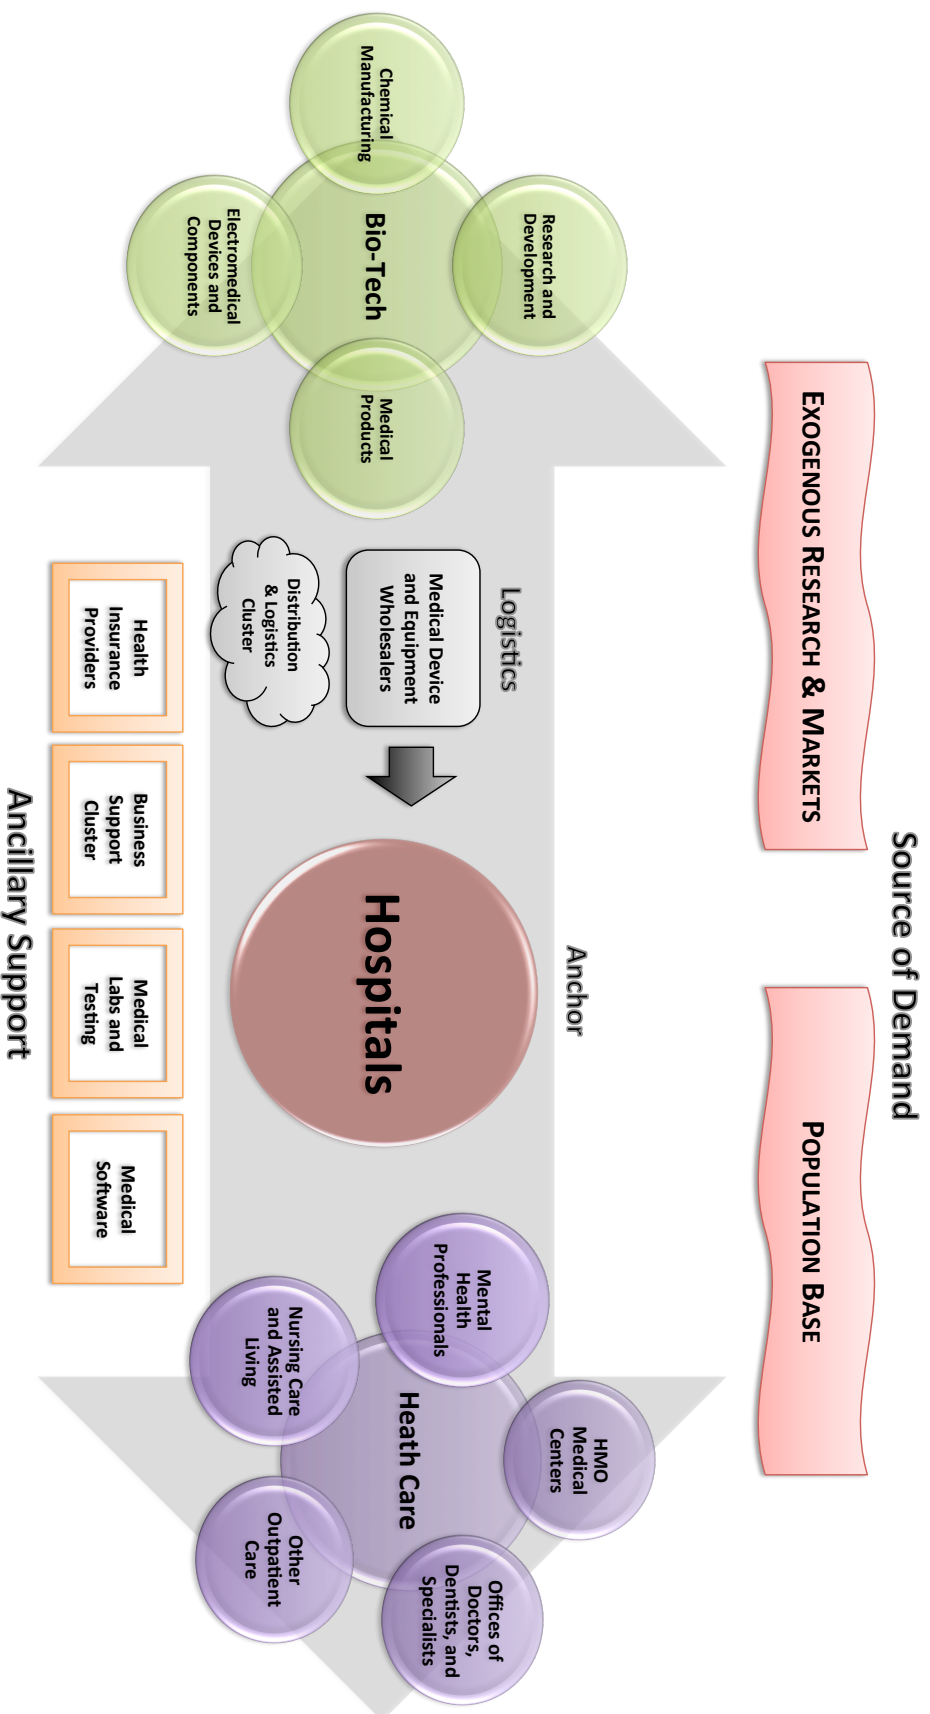 Source of Demand
EXOGENOUS RESEARCH & MARKETS
POPULATION BASE
Research and
Development
Chemical
Manufacturing
Bio-Tech
Medical
Products
Electromedical
Devices and
Components
Logistics
Medical Device
and Equipment
Wholesalers
Distribution
& Logistics
Cluster
Anchor
Hospitals
HMO
Medical
Centers
Mental
Health
Professionals
Offices of
Doctors,
Dentists, and
Specialists
Heath Care
Nursing Care
and Assisted
Living
Other
Outpatient
Care
Health
Insurance
Providers
Business
Support
Cluster
Medical
Labs and
Testing
Medical
Software
Ancillary Support